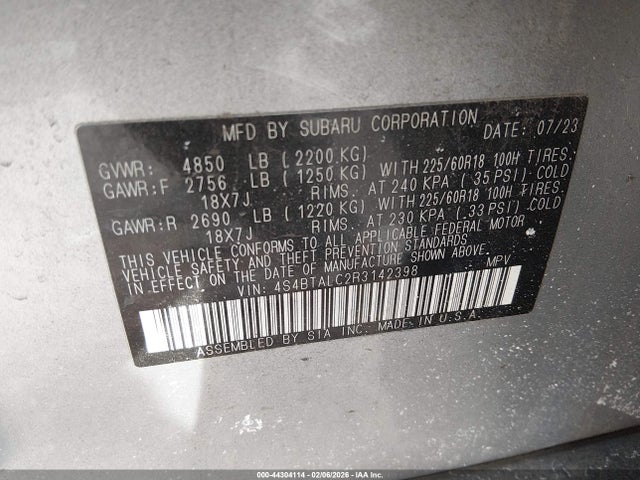 MFD BY SUBARU CORPORATION DATE: 07/23
GVWR: 4850 LB (2200 KG)
GAWR:F 2756 LB (1250 KG) WITH 225/60R18 100H TIRES.
18X7J RIMS. AT 240 KPA (35 PSI) COLD
GAWR:R 2690 LB (1220 KG) WITH 225/60R18 100H TIRES.
18X7J RIMS. AT 230 KPA (33 PSI) COLD
THIS VEHICLE CONFORMS TO ALL APPLICABLE FEDERAL MOTOR
VEHICLE SAFETY AND THEFT PREVENTION STANDARDS
IN EFFECT ON THE DATE OF MANUFACTURE SHOWN ABOVE.
VIN: 4S4BTALC2R3142398 MPV
ASSEMBLED BY SIA INC. MADE IN U.S.A.
000-44304114 - 02/06/2026 - IAAI.com